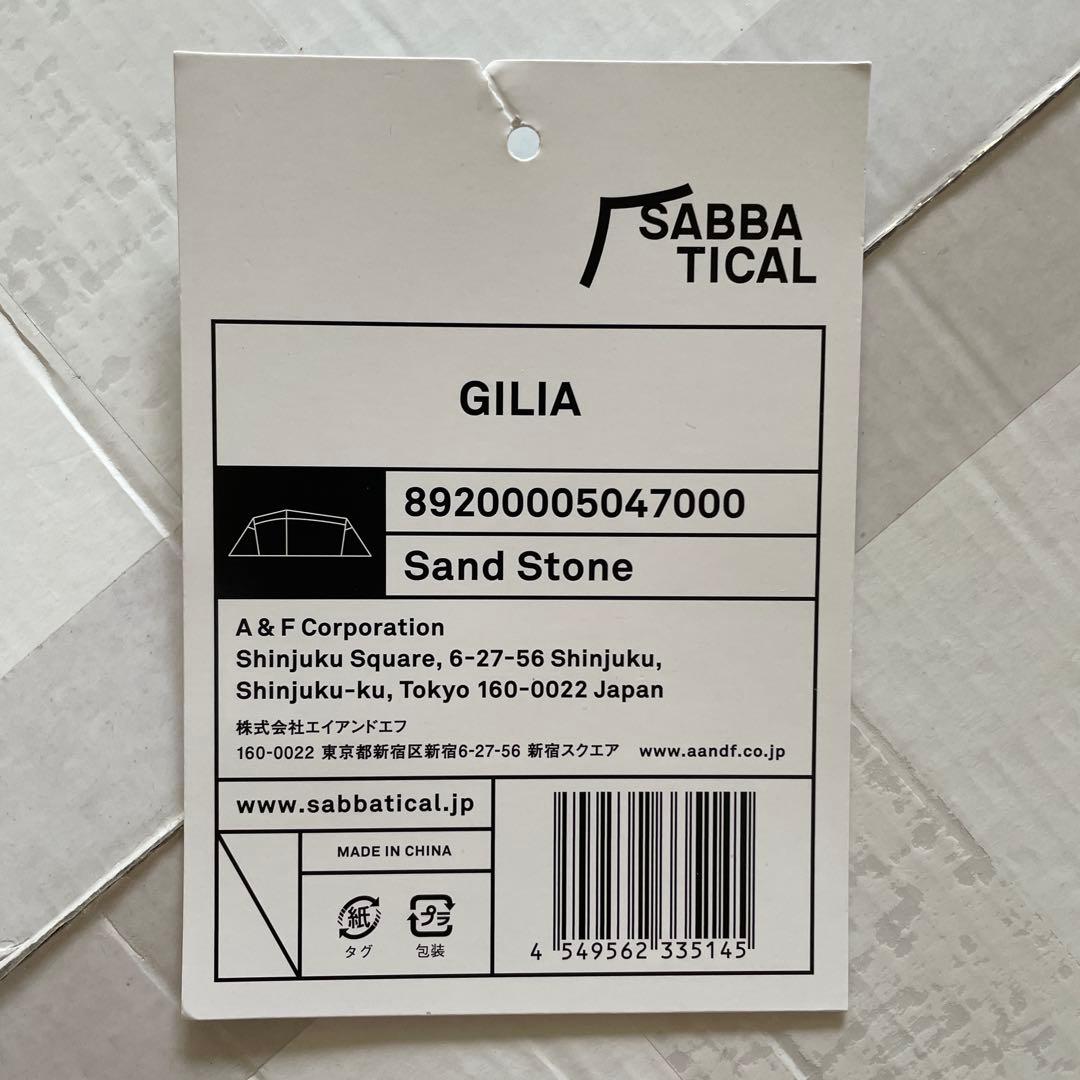 SABBA
TICAL
GILIA
89200005047000
Sand Stone
A & F Corporation
Shinjuku Square, 6-27-56 Shinjuku,
Shinjuku-ku, Tokyo 160-0022 Japan
株式会社エイアンドエフ
160-0022 東京都新宿区新宿6-27-56 新宿スクエア www.aandf.co.jp
www.sabbatical.jp
MADE IN CHINA
紙 プラ
タグ 包装
4 549562 335145